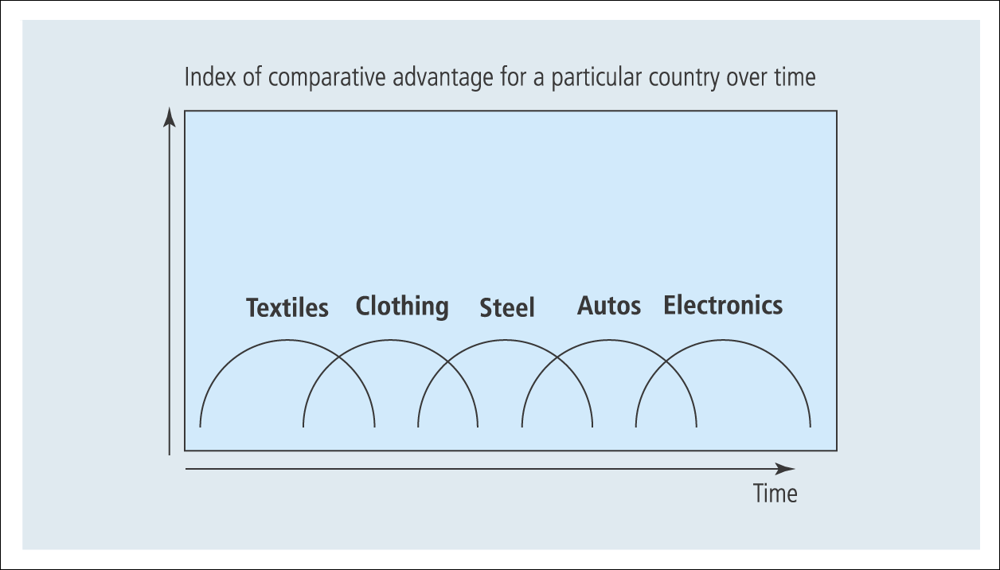 Index of comparative advantage for a particular country over time
Textiles Clothing Steel Autos Electronics
Time